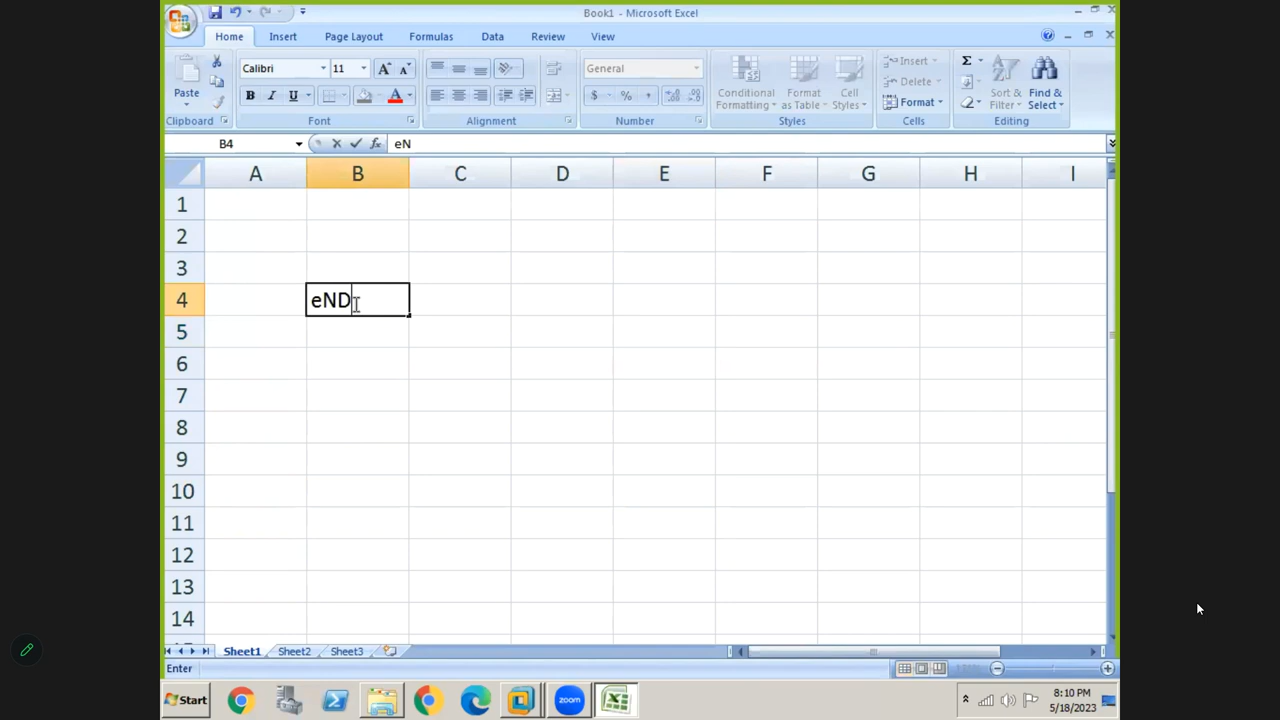 Book1 - Microsoft Excel
Home Insert Page Layout Formulas Data Review View
Calibri 11 General Insert
Paste Conditional Formatting Format as Table Cell Styles Delete Sort & Filter Find & Select
Format
Clipboard Font Alignment Number Styles Cells Editing
B4 eN
A B C D E F G H I
1
2
3
4 eND
5
6
7
8
9
10
11
12
13
14
Sheet1 Sheet2 Sheet3
Enter
Start zoom 8:10 PM
5/18/2023